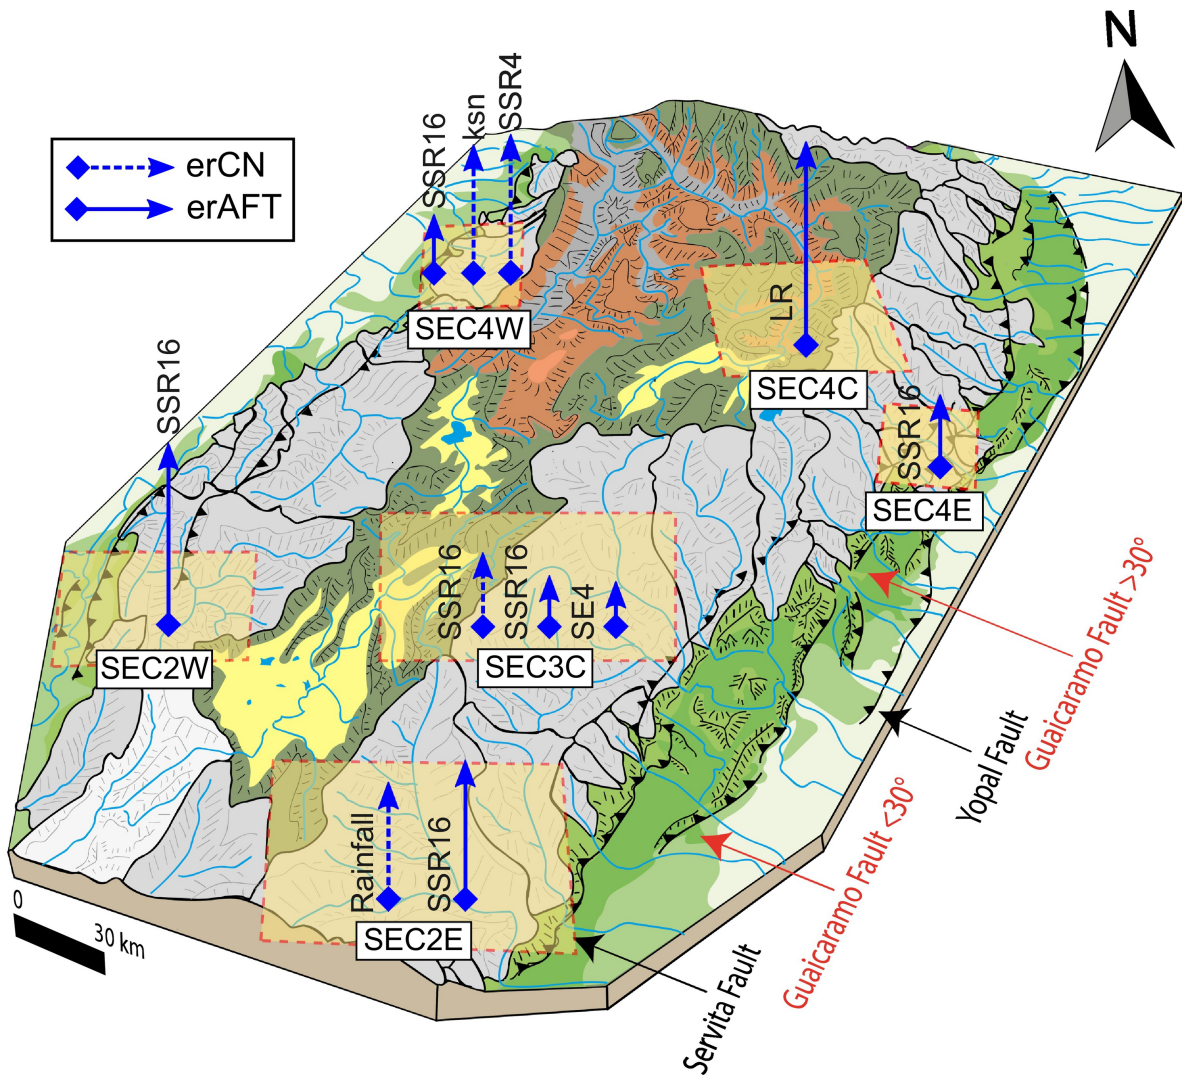 N
erCN
erAFT
SSR16
ksn
SSR4
SEC4W
LR
SEC4C
SSR16
SEC4E
SSR16
SEC2W
SSR16
SSR16
SE4
SEC3C
Rainfall
SSR16
SEC2E
Guaicaramo Fault >30°
Yopal Fault
Guaicaramo Fault <30°
Servita Fault
0
30 km